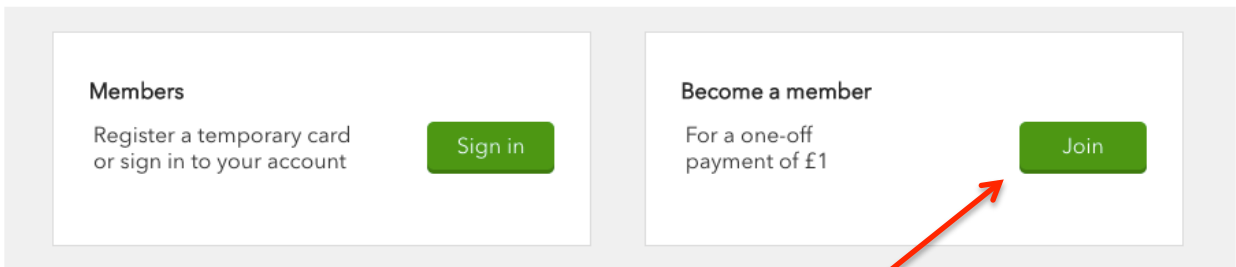 Members
Register a temporary card
or sign in to your account
Sign in
Become a member
For a one-off
payment of £1
Join